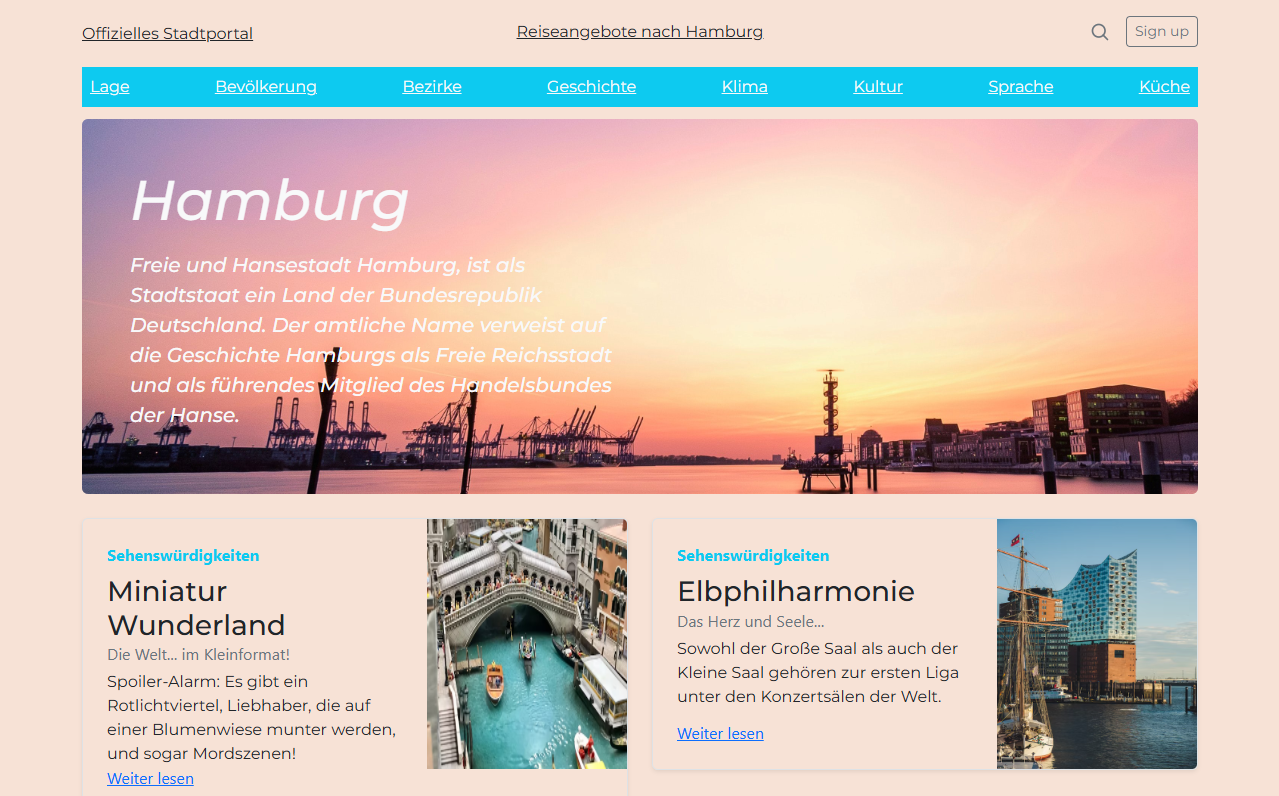 Offizielles Stadtportal
Reiseangebote nach Hamburg
Sign up
Lage
Bevölkerung
Bezirke
Geschichte
Klima
Kultur
Sprache
Küche
Hamburg
Freie und Hansestadt Hamburg, ist als
Stadtstaat ein Land der Bundesrepublik
Deutschland. Der amtliche Name verweist auf
die Geschichte Hamburgs als Freie Reichsstadt
und als führendes Mitglied des Handelsbundes
der Hanse.
Sehenswürdigkeiten
Miniatur
Wunderland
Die Welt... im Kleinformat!
Spoiler-Alarm: Es gibt ein
Rotlichtviertel, Liebhaber, die auf
einer Blumenwiese munter werden,
und sogar Mordszenen!
Weiter lesen
Sehenswürdigkeiten
Elbphilharmonie
Das Herz und Seele...
Sowohl der Große Saal als auch der
Kleine Saal gehören zur ersten Liga
unter den Konzertsälen der Welt.
Weiter lesen